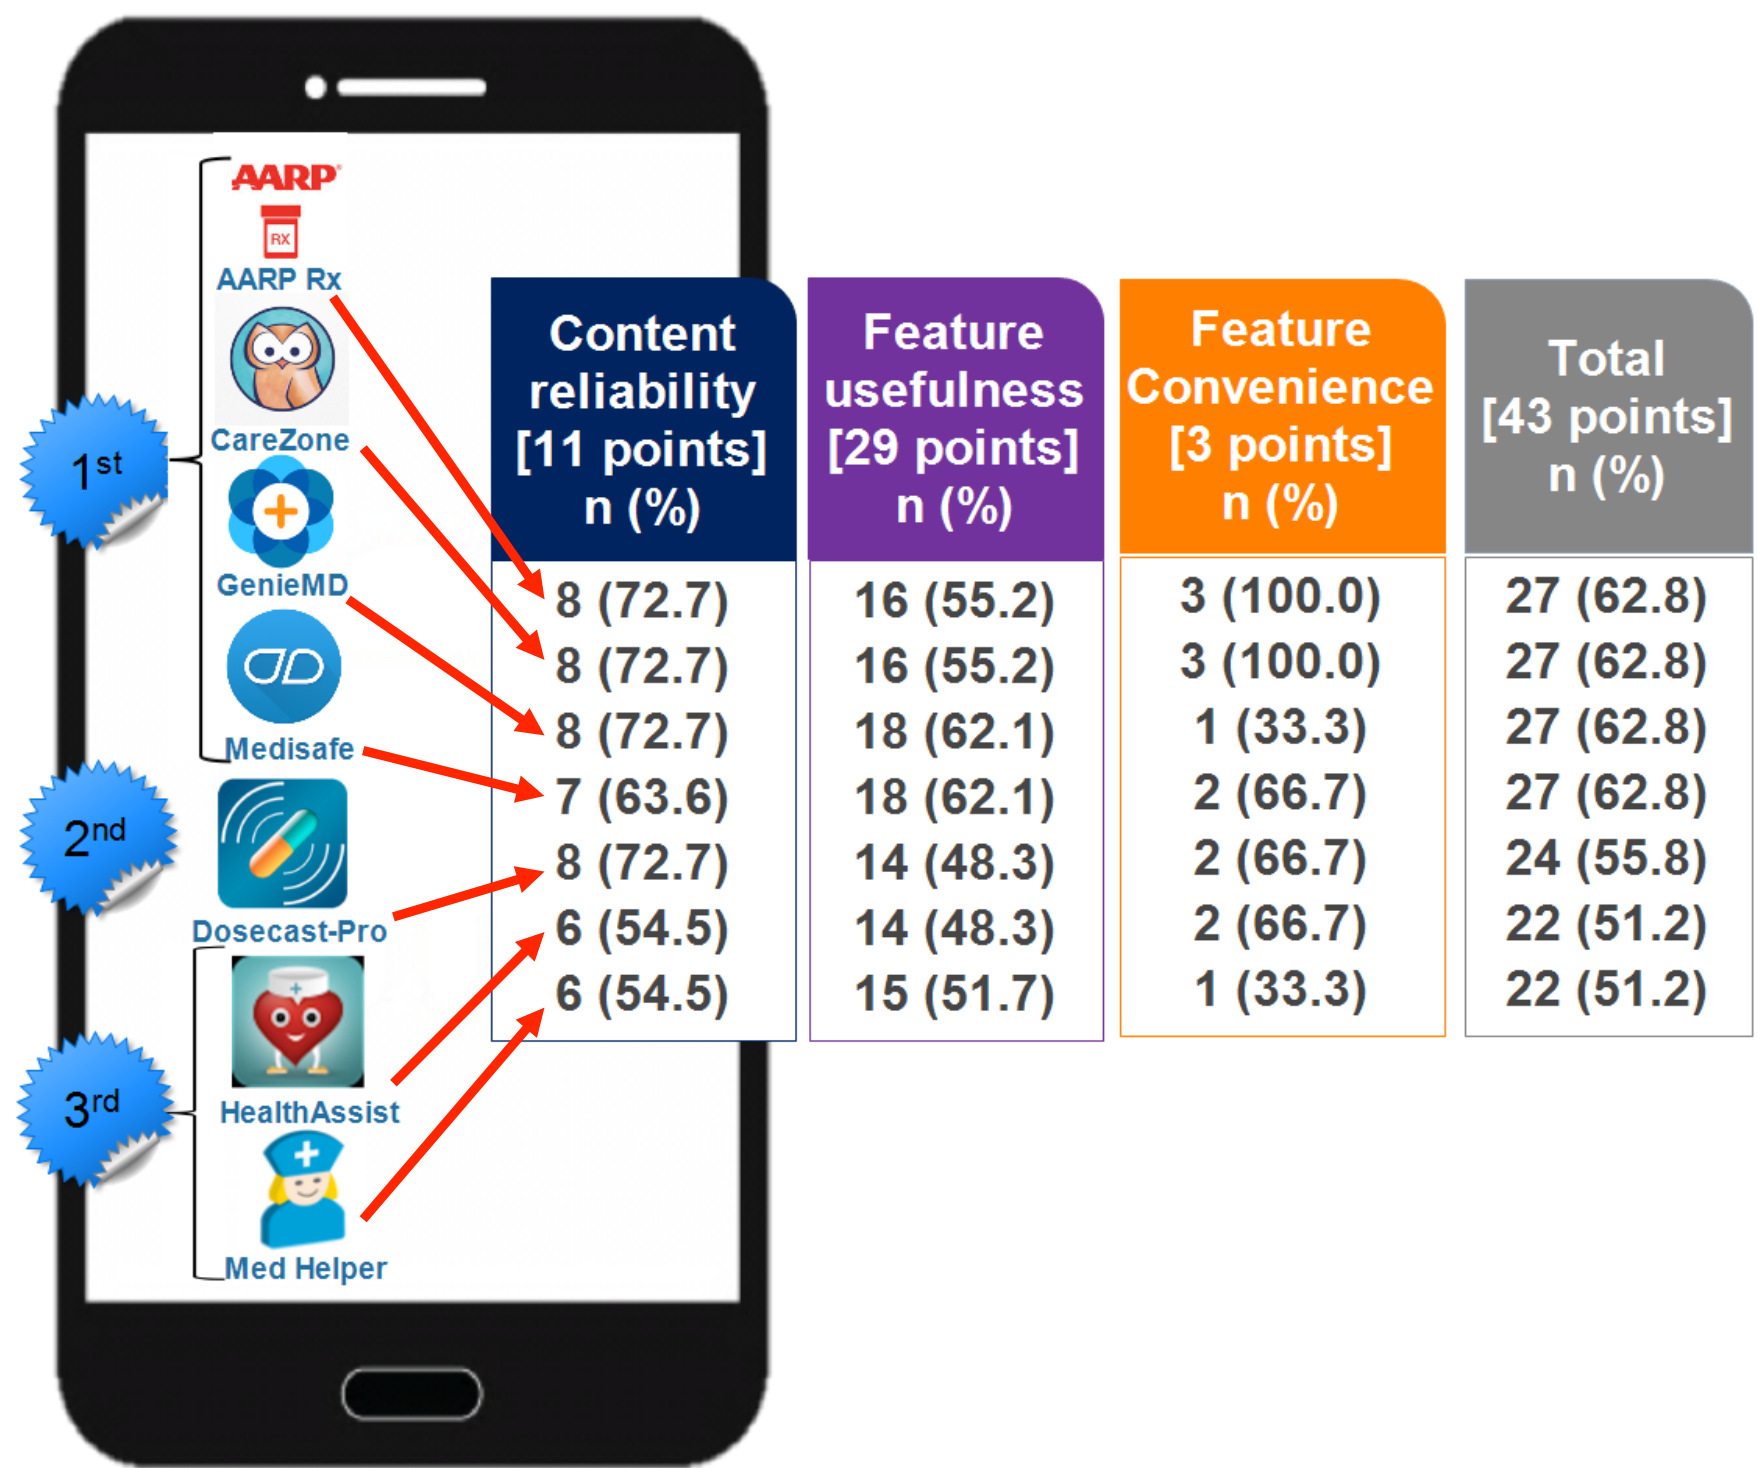 AARP
RX
AARP Rx
CareZone
1st
GenieMD
Medisafe
2nd
Dosecast-Pro
3rd
HealthAssist
Med Helper
Content
reliability
[11 points]
n (%)
8 (72.7)
8 (72.7)
8 (72.7)
7 (63.6)
8 (72.7)
6 (54.5)
6 (54.5)
Feature
usefulness
[29 points]
n (%)
16 (55.2)
16 (55.2)
18 (62.1)
18 (62.1)
14 (48.3)
14 (48.3)
15 (51.7)
Feature
Convenience
[3 points]
n (%)
3 (100.0)
3 (100.0)
1 (33.3)
2 (66.7)
2 (66.7)
2 (66.7)
1 (33.3)
Total
[43 points]
n (%)
27 (62.8)
27 (62.8)
27 (62.8)
27 (62.8)
24 (55.8)
22 (51.2)
22 (51.2)